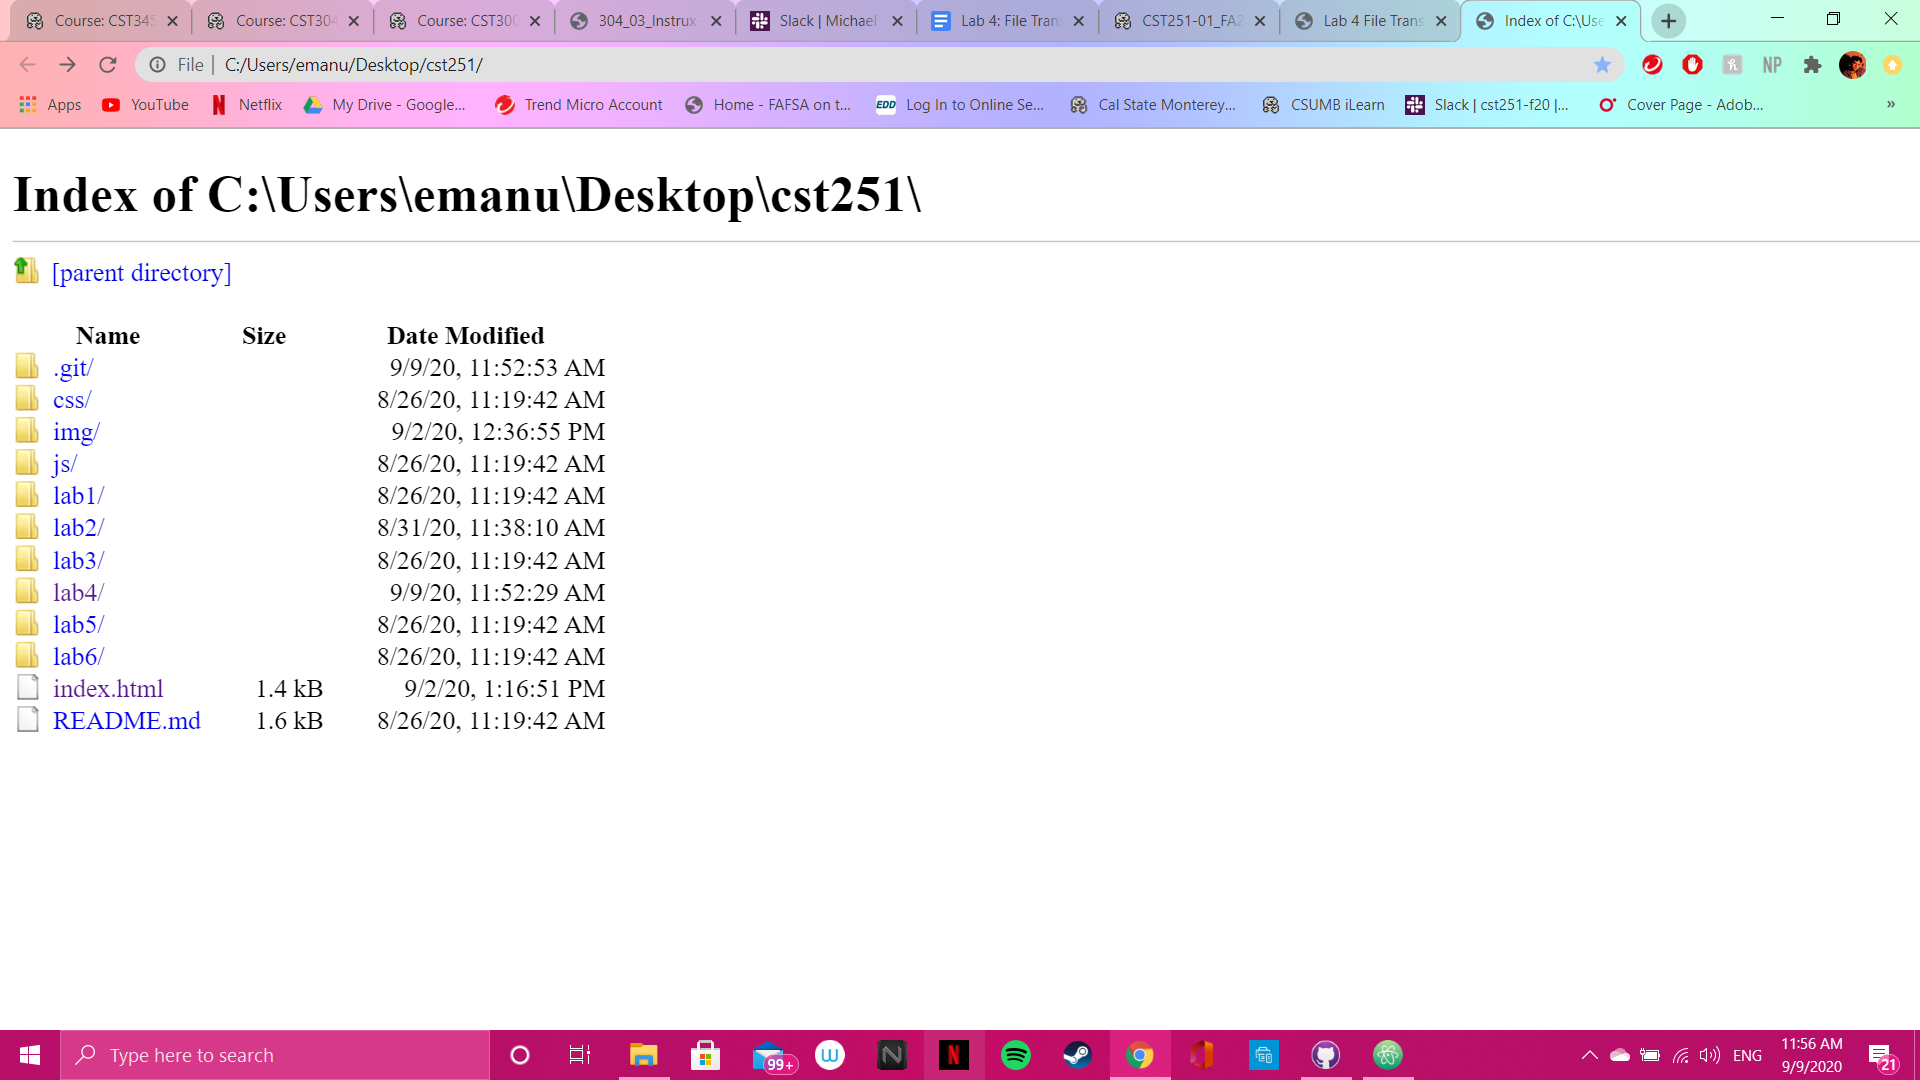 Course: CST345
Course: CST304
Course: CST300
304_03_Instrux
Slack | Michael
Lab 4: File Trans
CST251-01_FA2
Lab 4 File Trans
Index of C:\Use
File
C:/Users/emanu/Desktop/cst251/
NP
Apps
YouTube
Netflix
My Drive - Google...
Trend Micro Account
Home - FAFSA on t...
EDD
Log In to Online Se...
Cal State Monterey...
CSUMB iLearn
Slack | cst251-f20 |...
Cover Page - Adob...
»
Index of C:\Users\emanu\Desktop\cst251\
[parent directory]
Name Size Date Modified
.git/ 9/9/20, 11:52:53 AM
css/ 8/26/20, 11:19:42 AM
img/ 9/2/20, 12:36:55 PM
js/ 8/26/20, 11:19:42 AM
lab1/ 8/26/20, 11:19:42 AM
lab2/ 8/31/20, 11:38:10 AM
lab3/ 8/26/20, 11:19:42 AM
lab4/ 9/9/20, 11:52:29 AM
lab5/ 8/26/20, 11:19:42 AM
lab6/ 8/26/20, 11:19:42 AM
index.html 1.4 kB 9/2/20, 1:16:51 PM
README.md 1.6 kB 8/26/20, 11:19:42 AM
Type here to search
99+
ENG
11:56 AM
9/9/2020
21